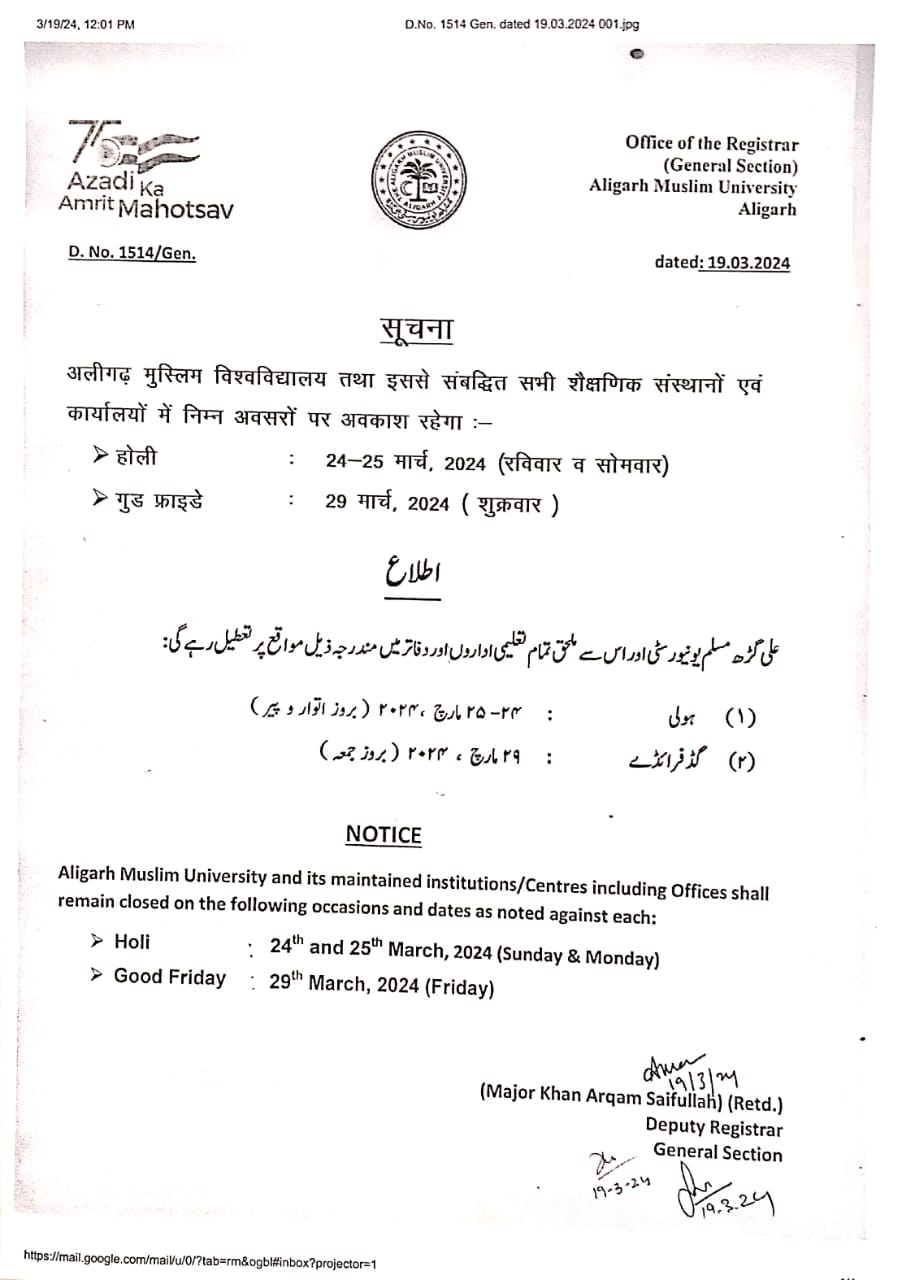 3/19/24, 12:01 PM
D.No. 1514 Gen. dated 19.03.2024 001.jpg
75
Azadi Ka
Amrit Mahotsav
THE ALIGARH MUSLIM UNIVERSITY
ALIGARH
Office of the Registrar
(General Section)
Aligarh Muslim University
Aligarh
D. No. 1514/Gen.
dated: 19.03.2024
सूचना
अलीगढ़ मुस्लिम विश्वविद्यालय तथा इससे संबद्धित सभी शैक्षणिक संस्थानों एवं
कार्यालयों में निम्न अवसरों पर अवकाश रहेगा :–
➢ होली : 24–25 मार्च, 2024 (रविवार व सोमवार)
➢ गुड फ्राइडे : 29 मार्च, 2024 ( शुक्रवार )
اطلاع
علی گڑھ مسلم یونیورسٹی اور اس سے ملحق تمام تعلیمی اداروں اور دفاتر میں مندرجہ ذیل مواقع پر تعطیل رہے گی:
(۱) ہولی : ۲۴-۲۵ مارچ، ۲۰۲۴ (بروز اتوار و پیر)
(۲) گڈ فرائڈے : ۲۹ مارچ ، ۲۰۲۴ (بروز جمعہ)
NOTICE
Aligarh Muslim University and its maintained institutions/Centres including Offices shall
remain closed on the following occasions and dates as noted against each:
➢ Holi : 24th and 25th March, 2024 (Sunday & Monday)
➢ Good Friday : 29th March, 2024 (Friday)
19/3/24
(Major Khan Arqam Saifullah) (Retd.)
Deputy Registrar
General Section
19-3-24
19.3.24
https://mail.google.com/mail/u/0/?tab=rm&ogbl#inbox?projector=1